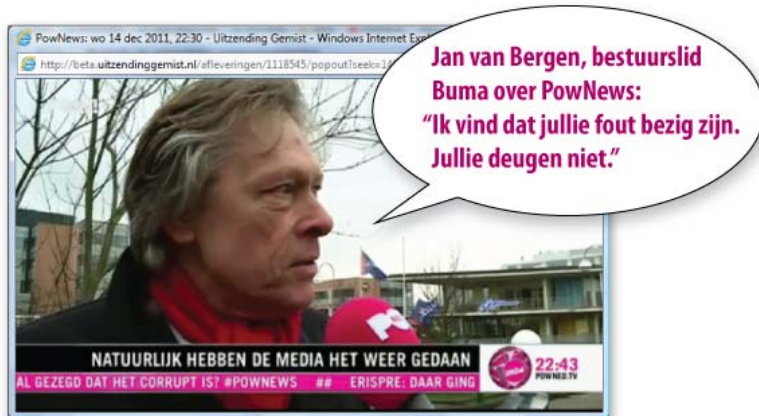 PowNews: wo 14 dec 2011, 22:30 - Uitzending Gemist - Windows Internet
http://beta.uitzendinggemist.nl/afleveringen/1118545/popout?seek=14
Jan van Bergen, bestuurslid
Buma over PowNews:
“Ik vind dat jullie fout bezig zijn.
Jullie deugen niet.”
NATUURLIJK HEBBEN DE MEDIA HET WEER GEDAAN
22:43
POWNED.TV
AL GEZEGD DAT HET CORRUPT IS? #POWNEWS ## ERISPRE: DAAR GING